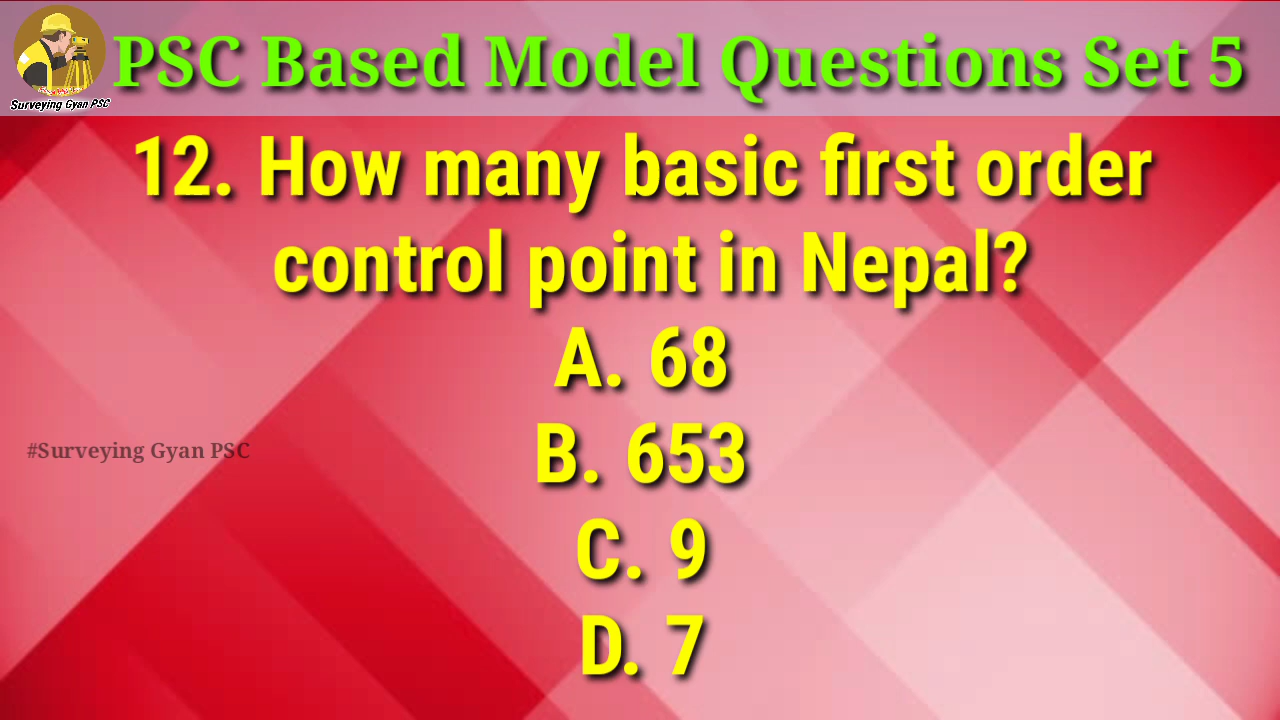 PSC Based Model Questions Set 5
Surveying Gyan PSC
12. How many basic first order
control point in Nepal?
A. 68
#Surveying Gyan PSC
B. 653
C. 9
D. 7